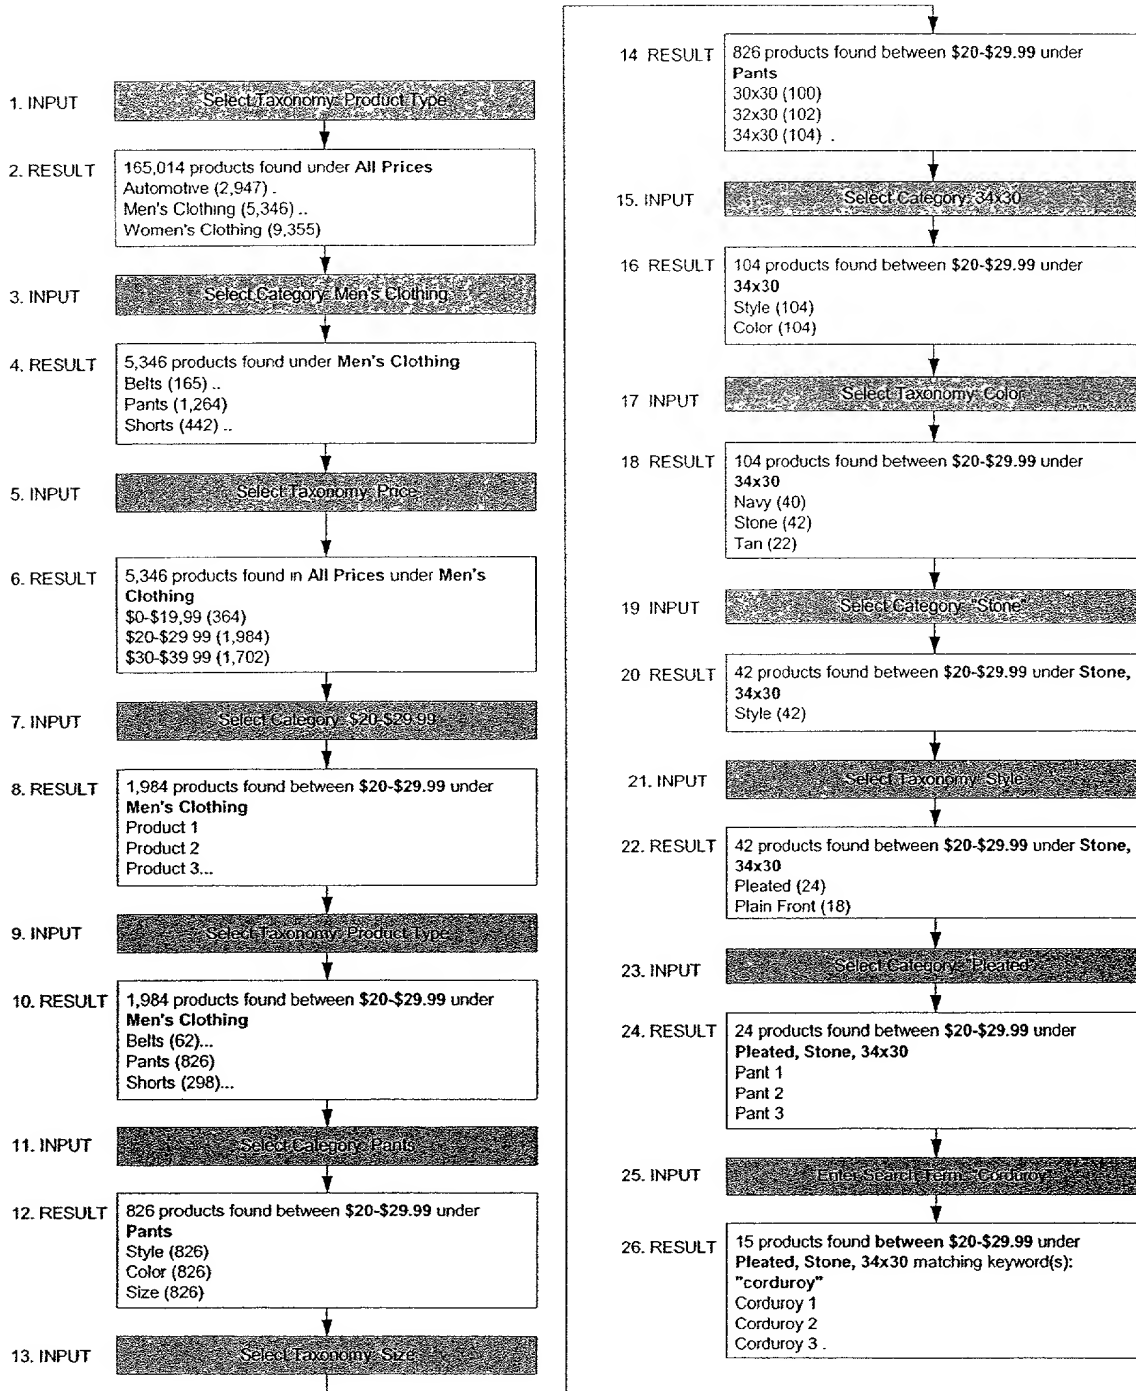 1. INPUT
Select Taxonomy: Product Type
2. RESULT
165,014 products found under All Prices
Automotive (2,947) .
Men's Clothing (5,346) ..
Women's Clothing (9,355)
3. INPUT
Select Category: Men's Clothing
4. RESULT
5,346 products found under Men's Clothing
Belts (165) ..
Pants (1,264)
Shorts (442) ..
5. INPUT
Select Taxonomy: Price
6. RESULT
5,346 products found in All Prices under Men's
Clothing
$0-$19,99 (364)
$20-$29 99 (1,984)
$30-$39 99 (1,702)
7. INPUT
Select Category: $20-$29.99
8. RESULT
1,984 products found between $20-$29.99 under
Men's Clothing
Product 1
Product 2
Product 3...
9. INPUT
Select Taxonomy: Product Type
10. RESULT
1,984 products found between $20-$29.99 under
Men's Clothing
Belts (62)...
Pants (826)
Shorts (298)...
11. INPUT
Select Category: Pants
12. RESULT
826 products found between $20-$29.99 under
Pants
Style (826)
Color (826)
Size (826)
13. INPUT
Select Taxonomy: Size
14 RESULT
826 products found between $20-$29.99 under
Pants
30x30 (100)
32x30 (102)
34x30 (104) .
15. INPUT
Select Category: 34x30
16 RESULT
104 products found between $20-$29.99 under
34x30
Style (104)
Color (104)
17 INPUT
Select Taxonomy: Color
18 RESULT
104 products found between $20-$29.99 under
34x30
Navy (40)
Stone (42)
Tan (22)
19 INPUT
Select Category: "Stone"
20 RESULT
42 products found between $20-$29.99 under Stone,
34x30
Style (42)
21. INPUT
Select Taxonomy: Style
22. RESULT
42 products found between $20-$29.99 under Stone,
34x30
Pleated (24)
Plain Front (18)
23. INPUT
Select Category: "Pleated"
24. RESULT
24 products found between $20-$29.99 under
Pleated, Stone, 34x30
Pant 1
Pant 2
Pant 3
25. INPUT
Enter Search Term: "Corduroy"
26. RESULT
15 products found between $20-$29.99 under
Pleated, Stone, 34x30 matching keyword(s):
"corduroy"
Corduroy 1
Corduroy 2
Corduroy 3 .